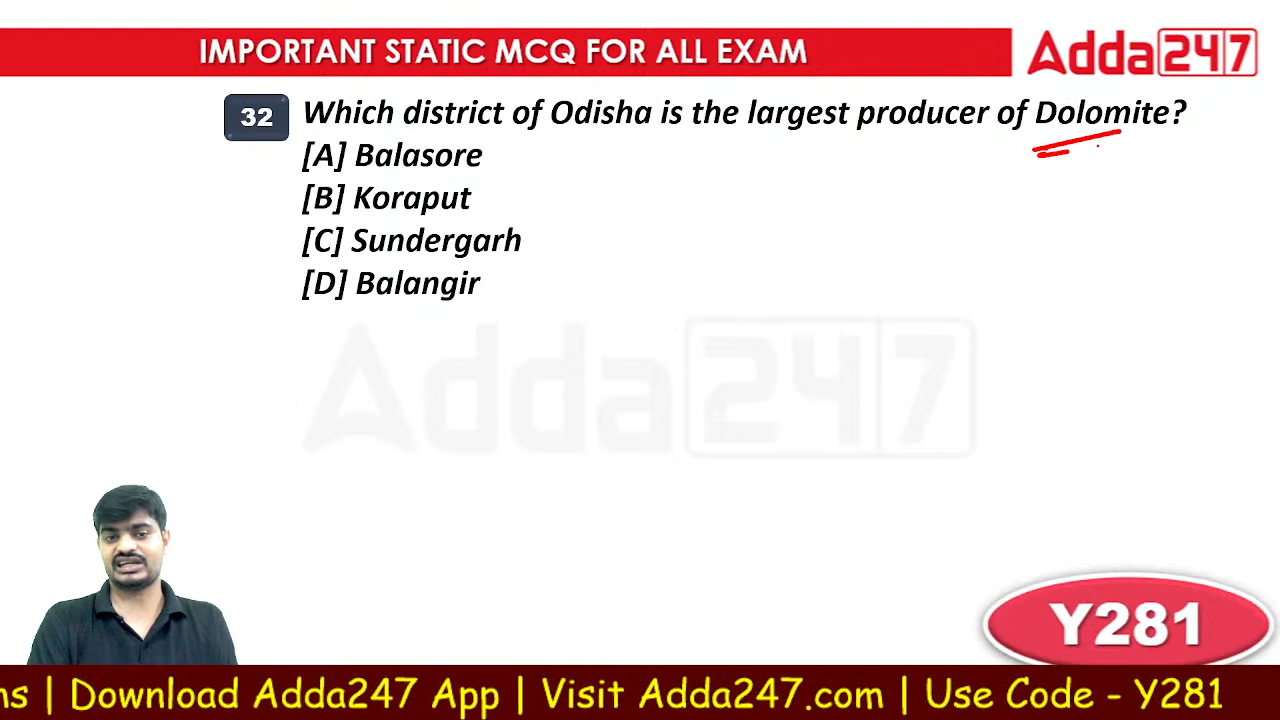 IMPORTANT STATIC MCQ FOR ALL EXAM
Adda247
32 Which district of Odisha is the largest producer of Dolomite?
[A] Balasore
[B] Koraput
[C] Sundergarh
[D] Balangir
Adda247
Y281
ns | Download Adda247 App | Visit Adda247.com | Use Code - Y281